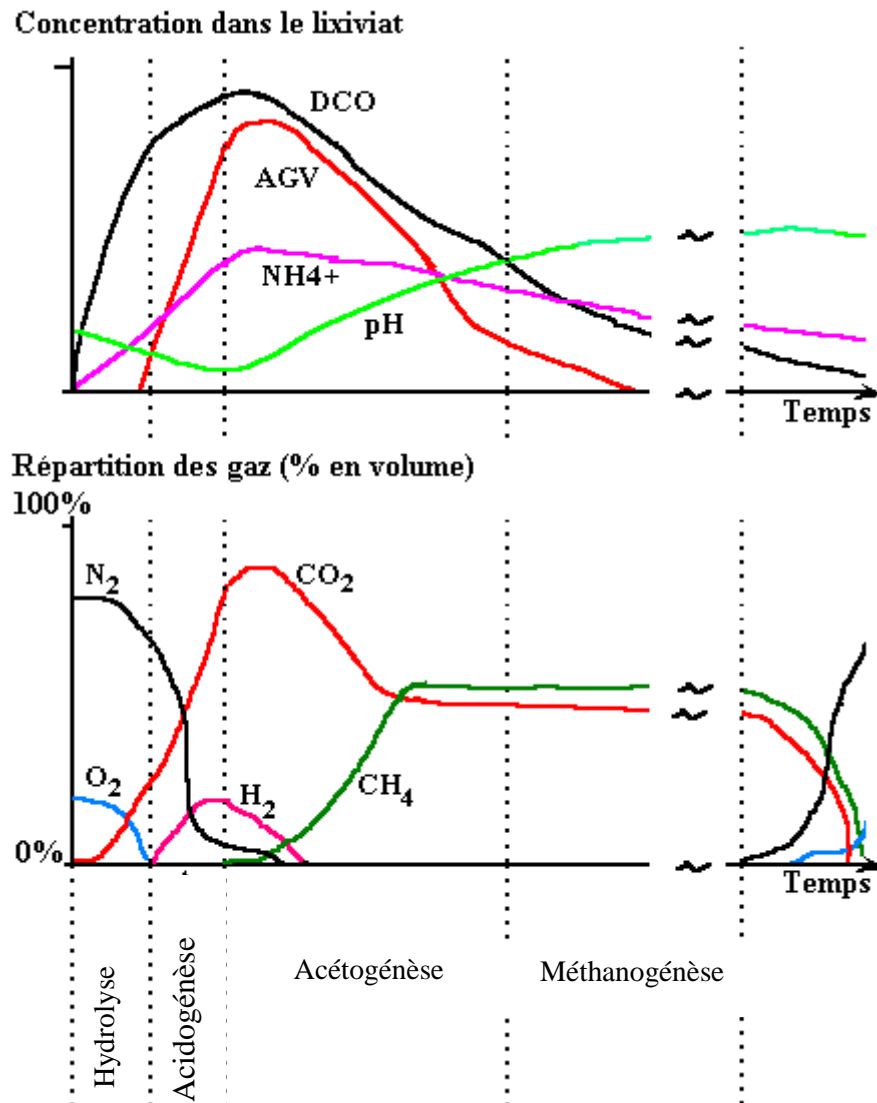 Concentration dans le lixiviat
DCO
AGV
NH4+
pH
~
~
~
~
Temps
Répartition des gaz (% en volume)
100%
N2
CO2
O2
H2
CH4
~
~
0%
~
Temps
Hydrolyse
Acidogénèse
Acétogénèse
Méthanogénèse